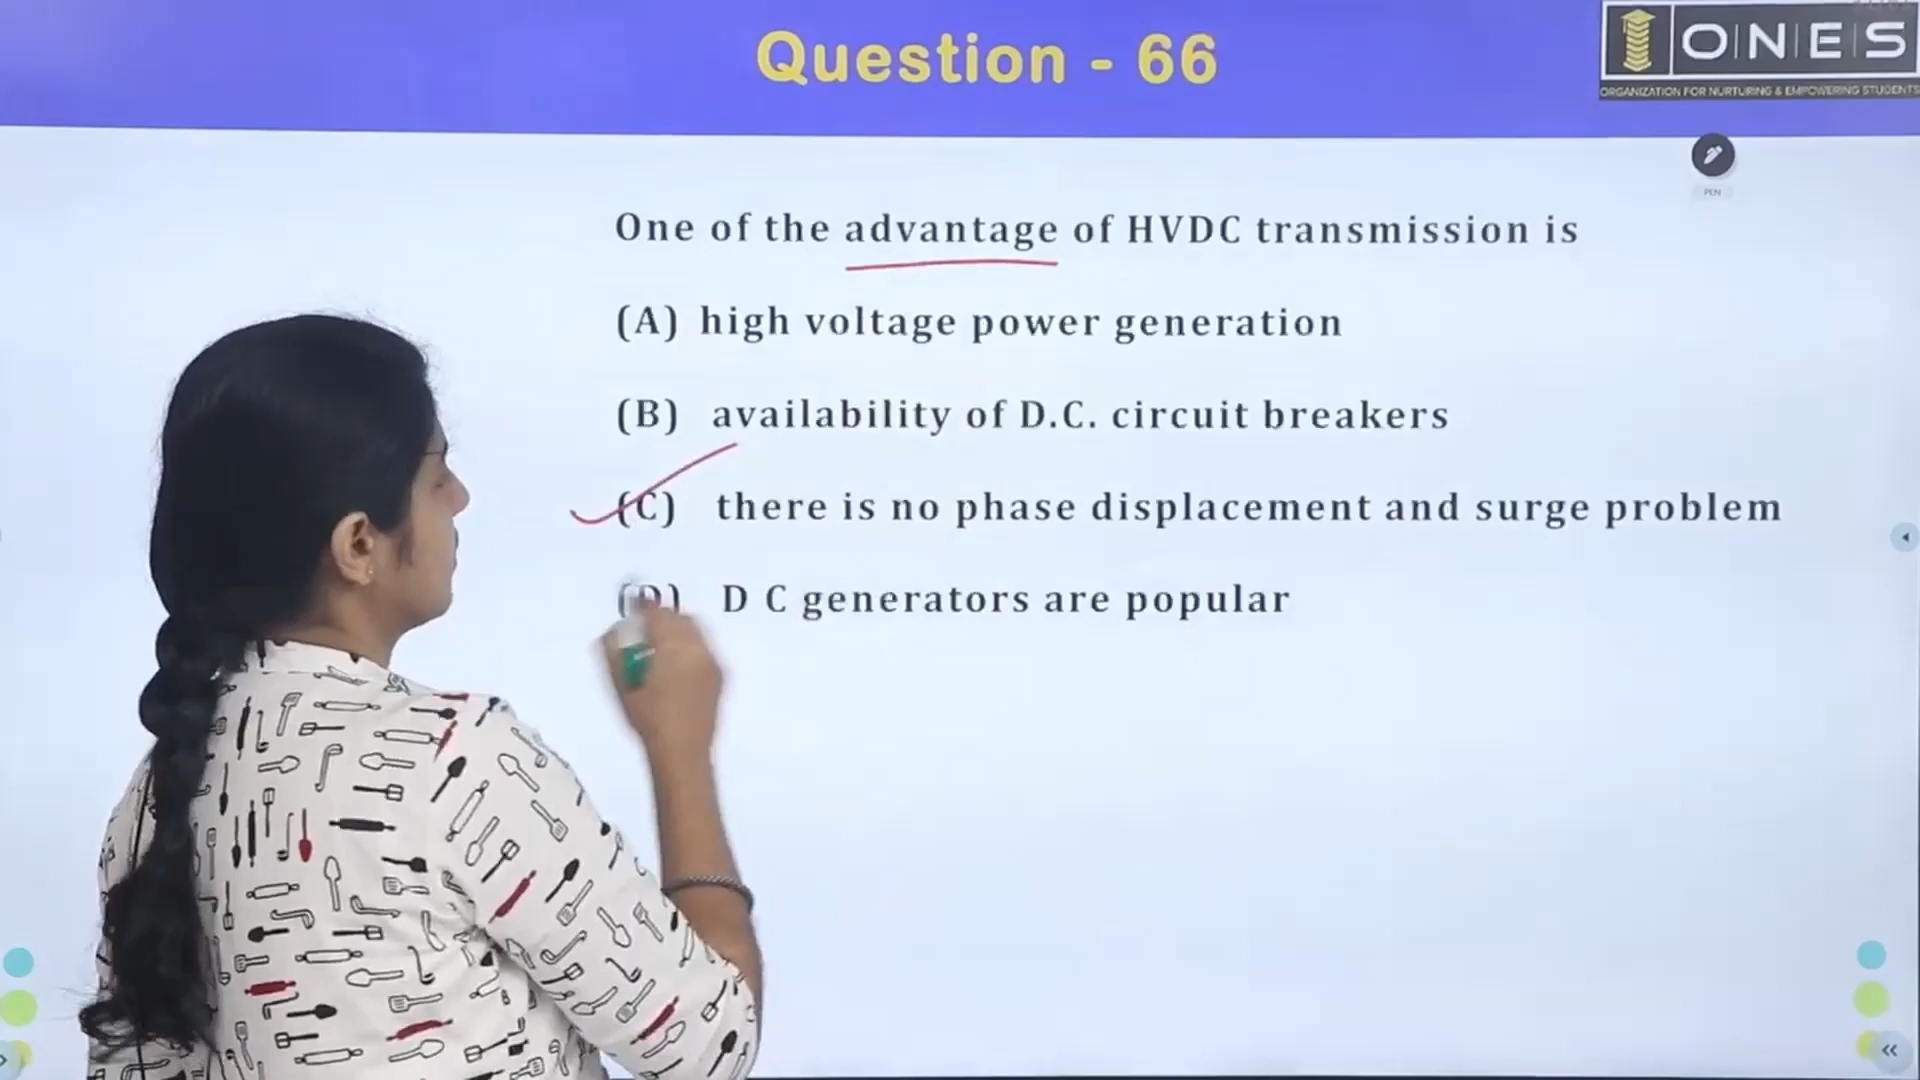 Question - 66
ONES
ORGANIZATION FOR NURTURING & EMPOWERING STUDENTS
PEN
One of the advantage of HVDC transmission is
(A) high voltage power generation
(B) availability of D.C. circuit breakers
(C) there is no phase displacement and surge problem
(D) D C generators are popular